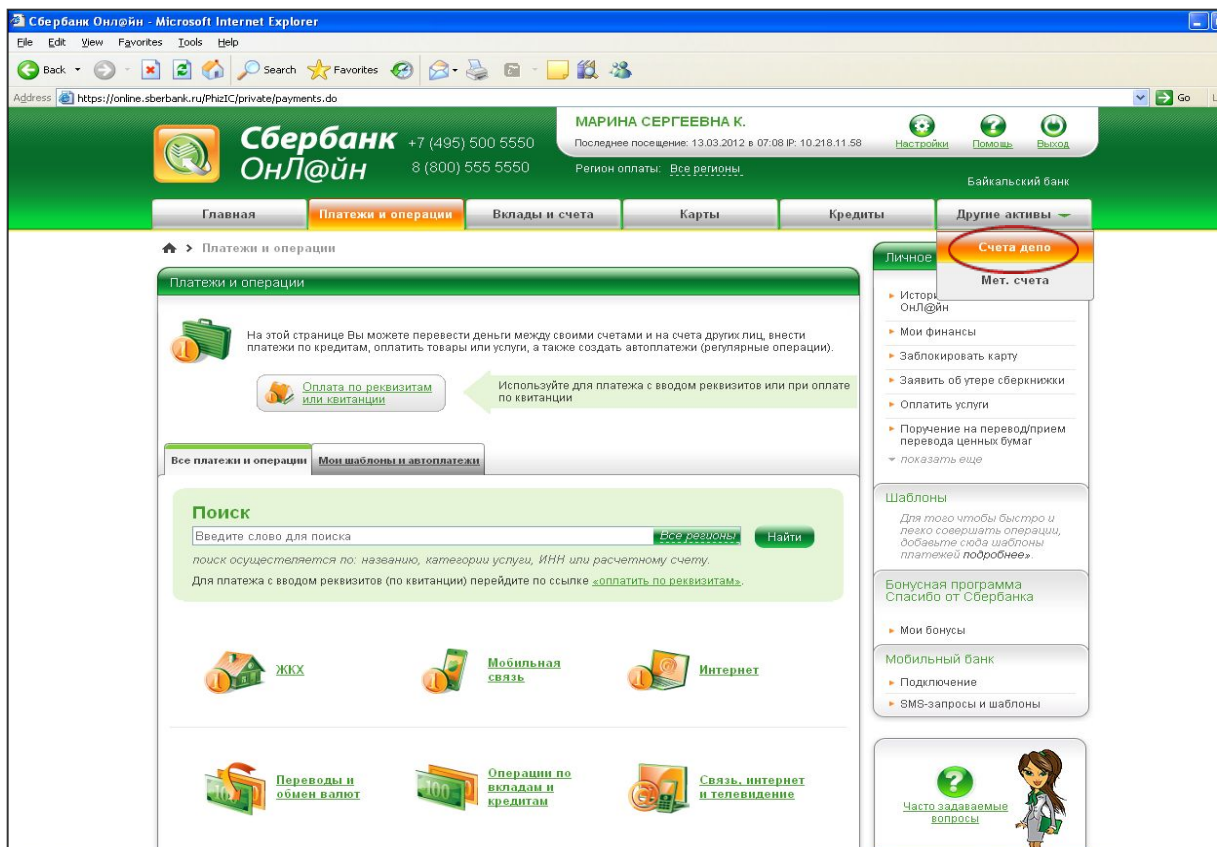 Сбербанк Онл@йн - Microsoft Internet Explorer
File Edit View Favorites Tools Help
Back Search Favorites
Address https://online.sberbank.ru/PhizIC/private/payments.do Go
Сбербанк
ОнЛ@йн
+7 (495) 500 5550
8 (800) 555 5550
МАРИНА СЕРГЕЕВНА К.
Последнее посещение: 13.03.2012 в 07:08 IP: 10.218.11.58
Регион оплаты: Все регионы
Настройки Помощь Выход
Байкальский банк
Главная Платежи и операции Вклады и счета Карты Кредиты Другие активы
Счета депо
Мет. счета
Платежи и операции
Платежи и операции
На этой странице Вы можете перевести деньги между своими счетами и на счета других лиц, внести
платежи по кредитам, оплатить товары или услуги, а также создать автоплатежи (регулярные операции).
Оплата по реквизитам
или квитанции
Используйте для платежа с вводом реквизитов или при оплате
по квитанции
Все платежи и операции Мои шаблоны и автоплатежи
Поиск
Введите слово для поиска Все регионы Найти
поиск осуществляется по: названию, категории услуги, ИНН или расчетному счету.
Для платежа с вводом реквизитов (по квитанции) перейдите по ссылке «оплатить по реквизитам».
ЖКХ
Мобильная
связь
Интернет
Переводы и
обмен валют
Операции по
вкладам и
кредитам
Связь, интернет
и телевидение
Личное
ОнЛ@йн
Мои финансы
Заблокировать карту
Заявить об утере сберкнижки
Оплатить услуги
Поручение на перевод/прием
перевода ценных бумаг
показать еще
Шаблоны
Для того чтобы быстро и
легко совершать операции,
добавьте сюда шаблоны
платежей подробнее».
Бонусная программа
Спасибо от Сбербанка
Мои бонусы
Мобильный банк
Подключение
SMS-запросы и шаблоны
Часто задаваемые
вопросы